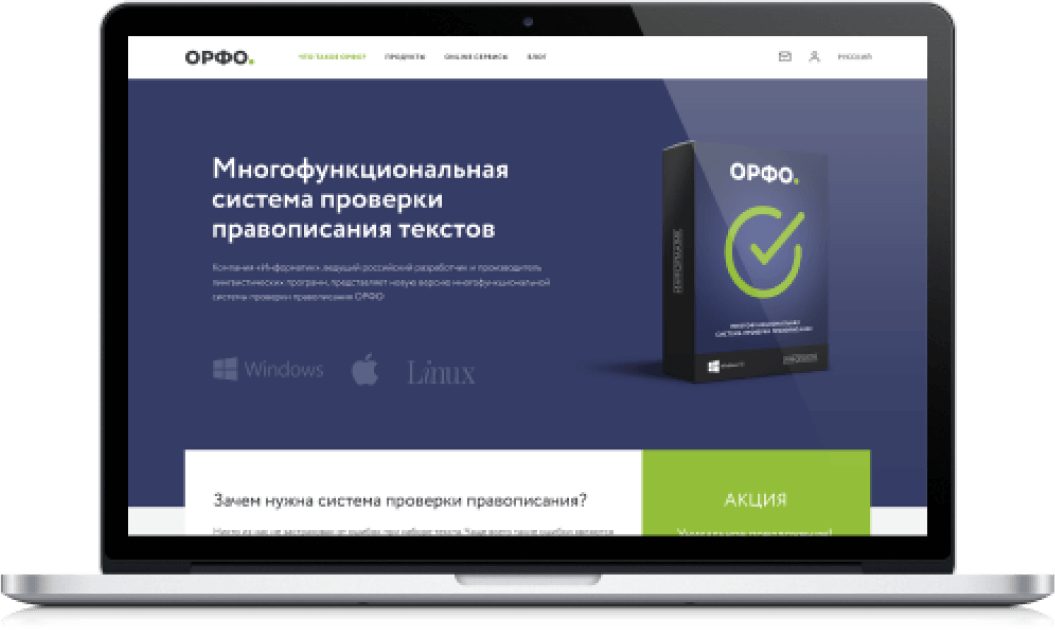 ОРФО.
ЧТО ТАКОЕ ОРФО? ПРОДУКТЫ ONLINE СЕРВИСЫ БЛОГ
РУССКИЙ
Многофункциональная
система проверки
правописания текстов
Компания «Информатик», ведущий российский разработчик и производитель
лингвистических программ, представляет новую версию многофункциональной
системы проверки правописания ОРФО
Windows
Linux
ОРФО.
ИНФОРМАТИК
МНОГОФУНКЦИОНАЛЬНАЯ
СИСТЕМА ПРОВЕРКИ ПРАВОПИСАНИЯ
Зачем нужна система проверки правописания?
АКЦИЯ